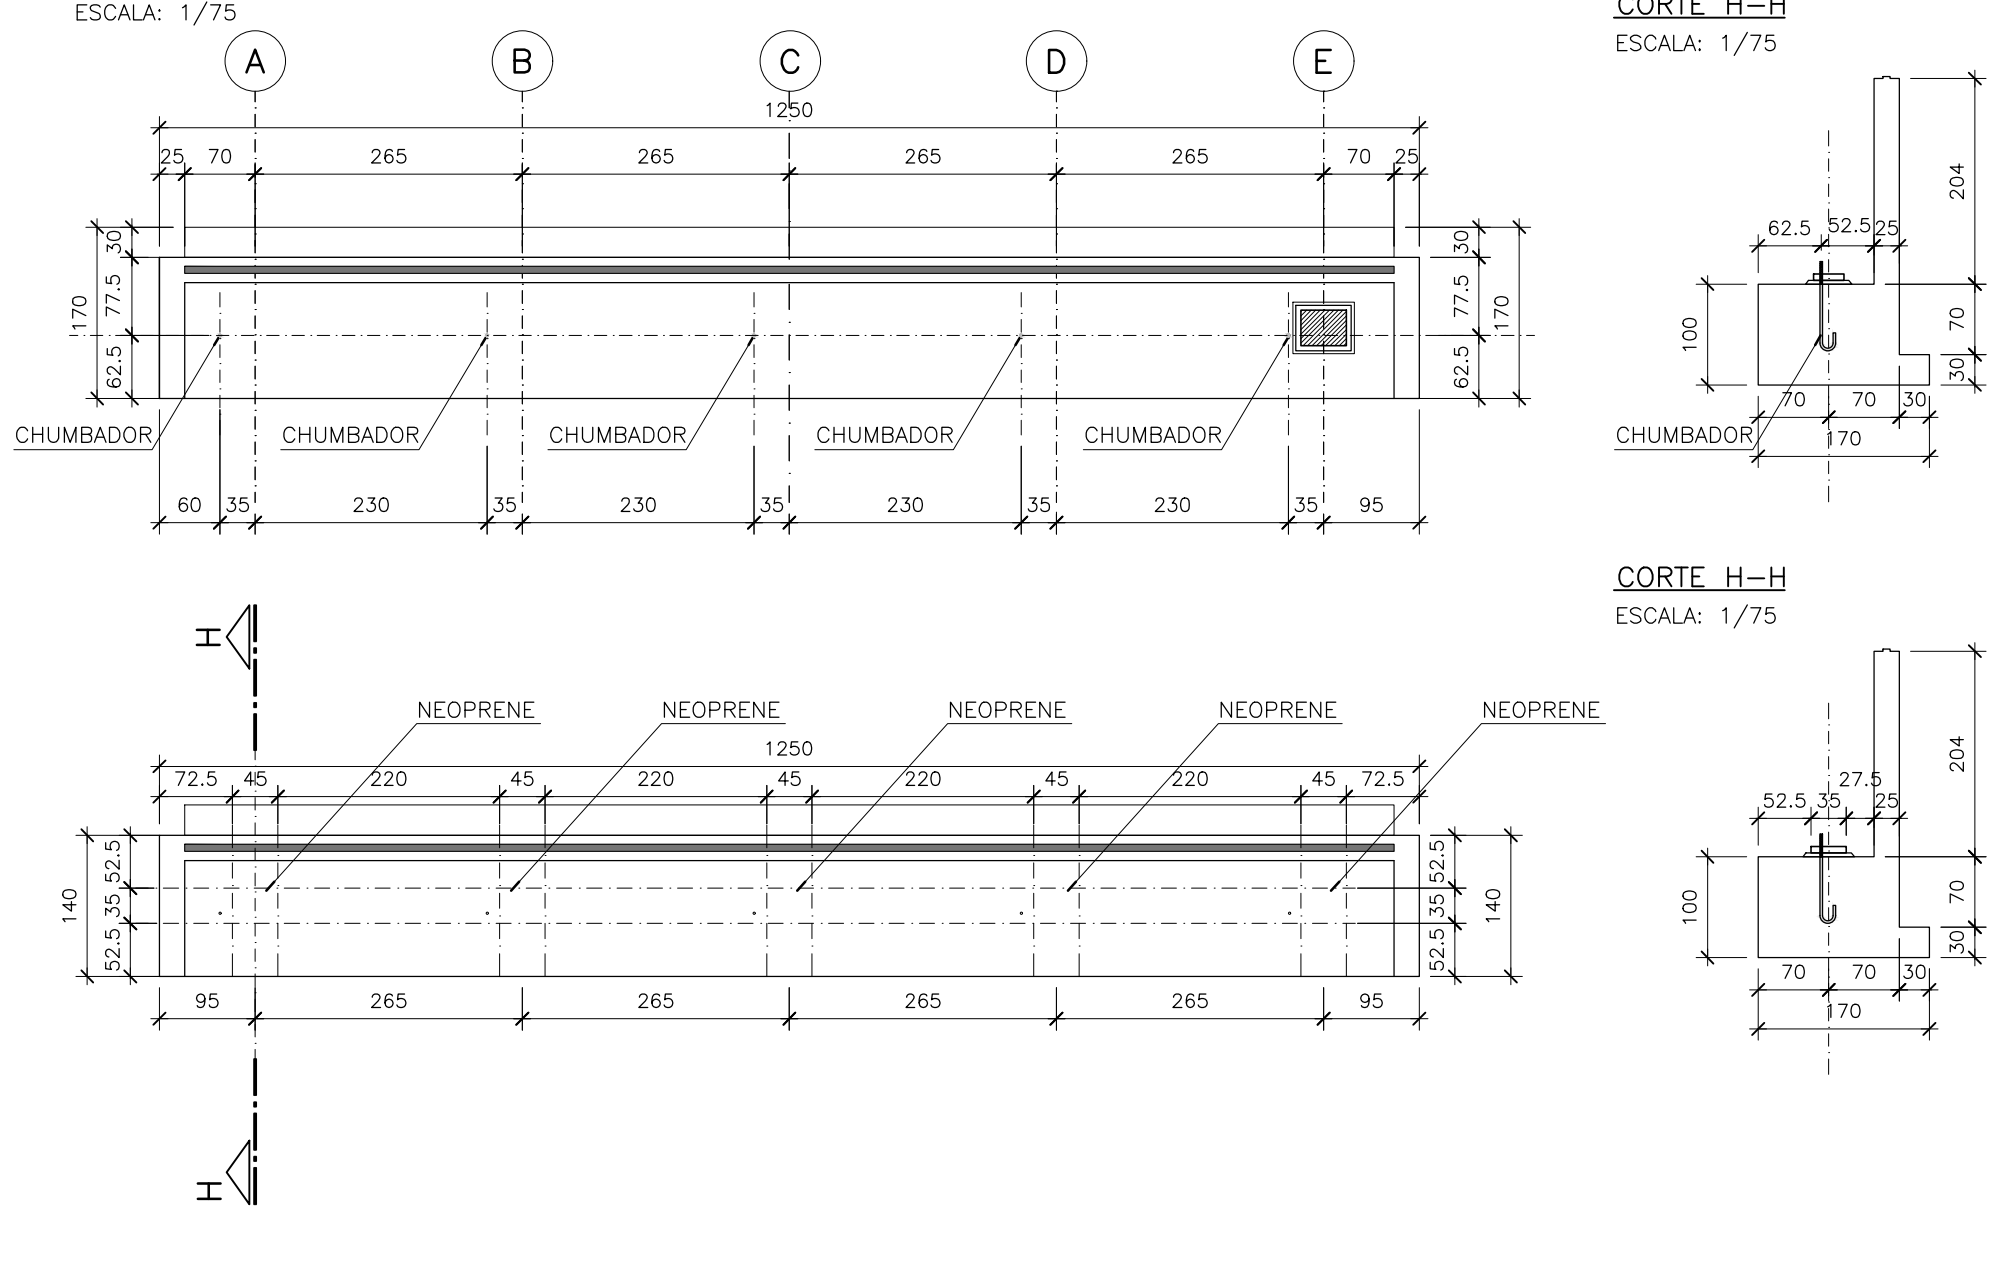 ESCALA: 1/75
CORTE H-H
ESCALA: 1/75
A B C D E
1250
25 70 265 265 265 265 70 25
30 77.5 62.5 170
30 77.5 62.5 170
CHUMBADOR CHUMBADOR CHUMBADOR CHUMBADOR CHUMBADOR
60 35 230 35 230 35 230 35 230 35 95
204
62.5 52.5 25
100 70 30
70 70 30
CHUMBADOR 170
CORTE H-H
ESCALA: 1/75
H
NEOPRENE NEOPRENE NEOPRENE NEOPRENE NEOPRENE
1250
72.5 45 220 45 220 45 220 45 220 45 72.5
52.5 35 52.5 140
52.5 35 52.5 140
95 265 265 265 265 95
H
204
27.5
52.5 35 25
100 70 30
70 70 30
170